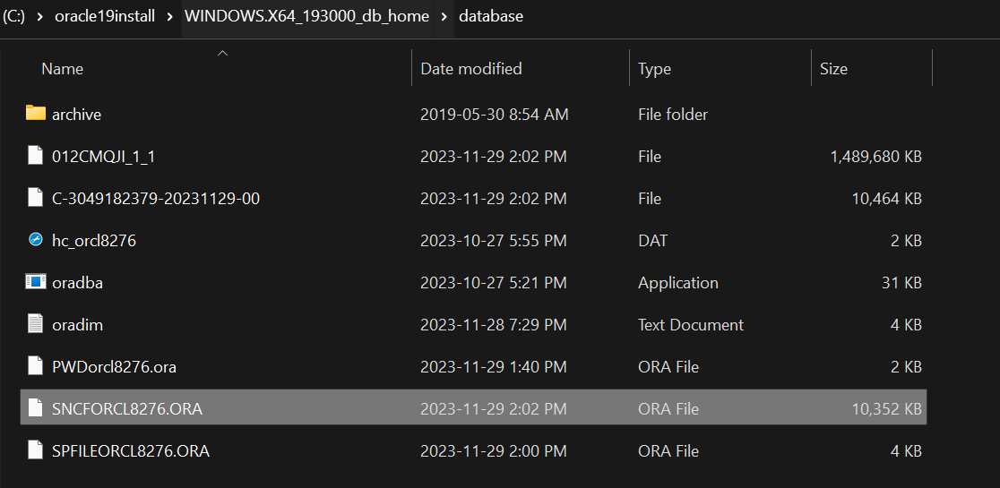 (C:) > oracle19install > WINDOWS.X64_193000_db_home > database
Name Date modified Type Size
archive 2019-05-30 8:54 AM File folder
012CMQJI_1_1 2023-11-29 2:02 PM File 1,489,680 KB
C-3049182379-20231129-00 2023-11-29 2:02 PM File 10,464 KB
hc_orcl8276 2023-10-27 5:55 PM DAT 2 KB
oradba 2023-10-27 5:21 PM Application 31 KB
oradim 2023-11-28 7:29 PM Text Document 4 KB
PWDorcl8276.ora 2023-11-29 1:40 PM ORA File 2 KB
SNCFORCL8276.ORA 2023-11-29 2:02 PM ORA File 10,352 KB
SPFILEORCL8276.ORA 2023-11-29 2:00 PM ORA File 4 KB